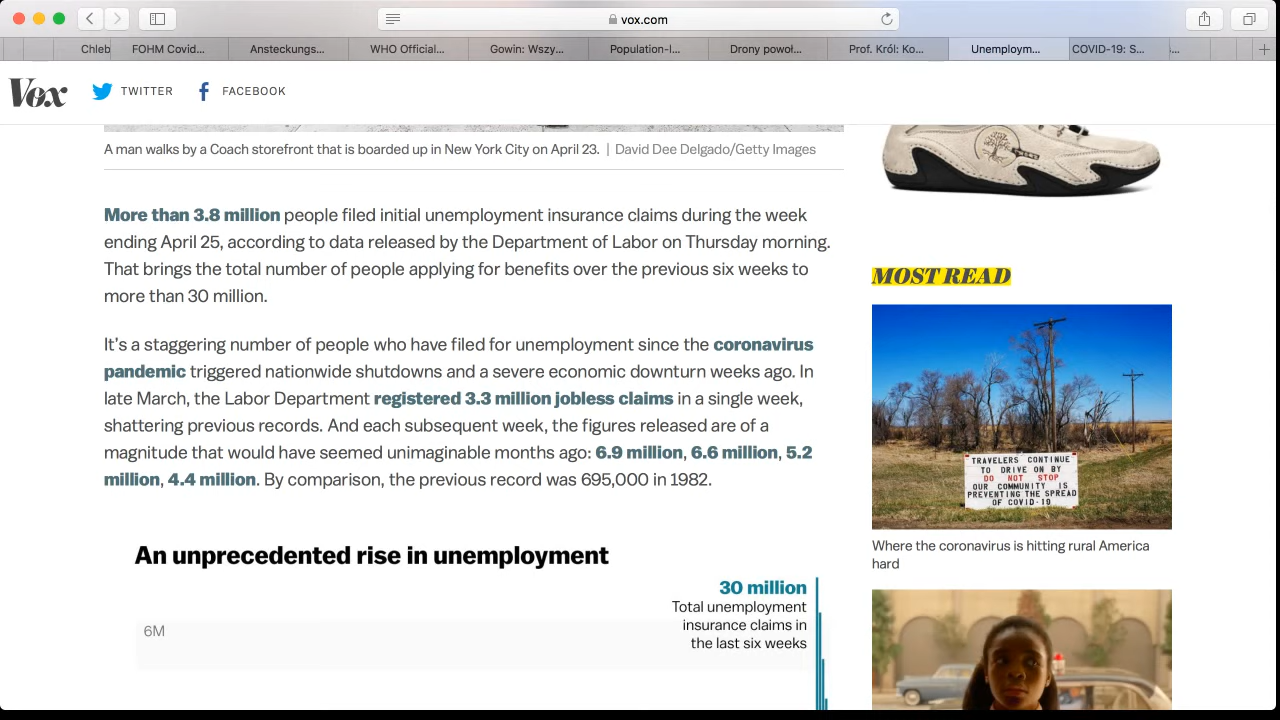 vox.com
Chleb
FOHM Covid...
Ansteckungs...
WHO Official...
Gowin: Wszy...
Population-I...
Drony powoł...
Prof. Król: Ko...
Unemploym...
COVID-19: S...
Vox
TWITTER
FACEBOOK
A man walks by a Coach storefront that is boarded up in New York City on April 23. | David Dee Delgado/Getty Images
More than 3.8 million people filed initial unemployment insurance claims during the week
ending April 25, according to data released by the Department of Labor on Thursday morning.
That brings the total number of people applying for benefits over the previous six weeks to
more than 30 million.
It's a staggering number of people who have filed for unemployment since the coronavirus
pandemic triggered nationwide shutdowns and a severe economic downturn weeks ago. In
late March, the Labor Department registered 3.3 million jobless claims in a single week,
shattering previous records. And each subsequent week, the figures released are of a
magnitude that would have seemed unimaginable months ago: 6.9 million, 6.6 million, 5.2
million, 4.4 million. By comparison, the previous record was 695,000 in 1982.
An unprecedented rise in unemployment
30 million
Total unemployment
insurance claims in
the last six weeks
6M
MOST READ
TRAVELERS CONTINUE
TO DRIVE ON BY
DO NOT STOP
OUR COMMUNITY IS
PREVENTING THE SPREAD
OF COVID-19
Where the coronavirus is hitting rural America
hard